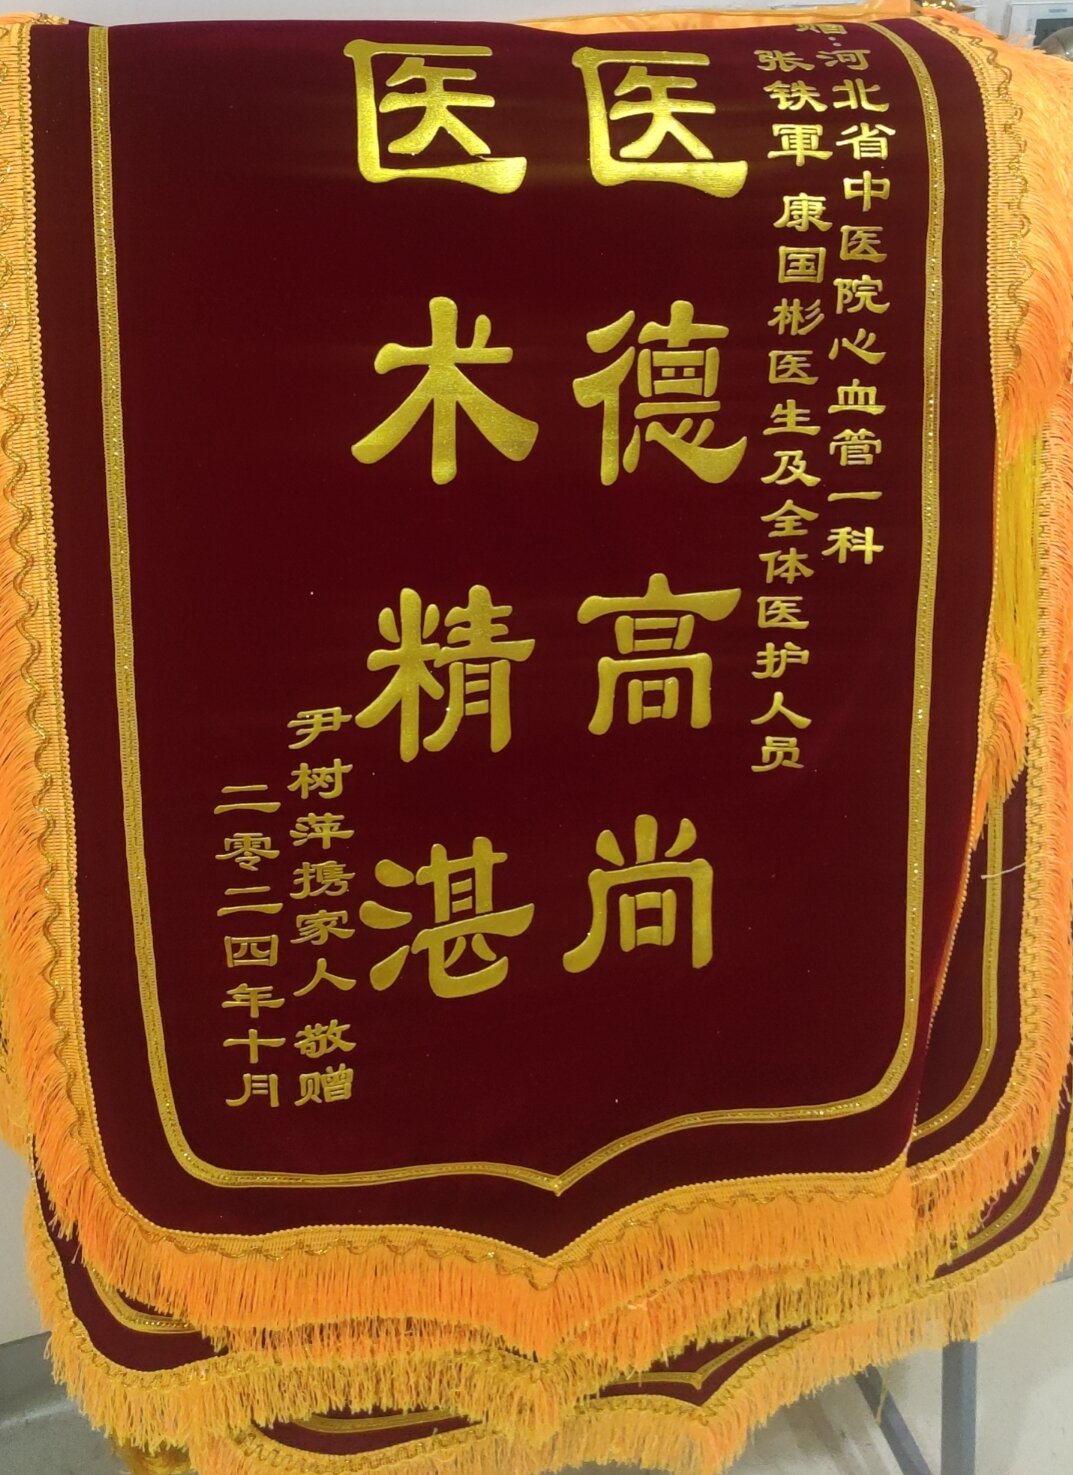 赠:河北省中医院心血管一科
张铁軍 康国彬医生及全体医护人员
医德高尚
医术精湛
尹树萍携家人 敬赠
二零二四年十月